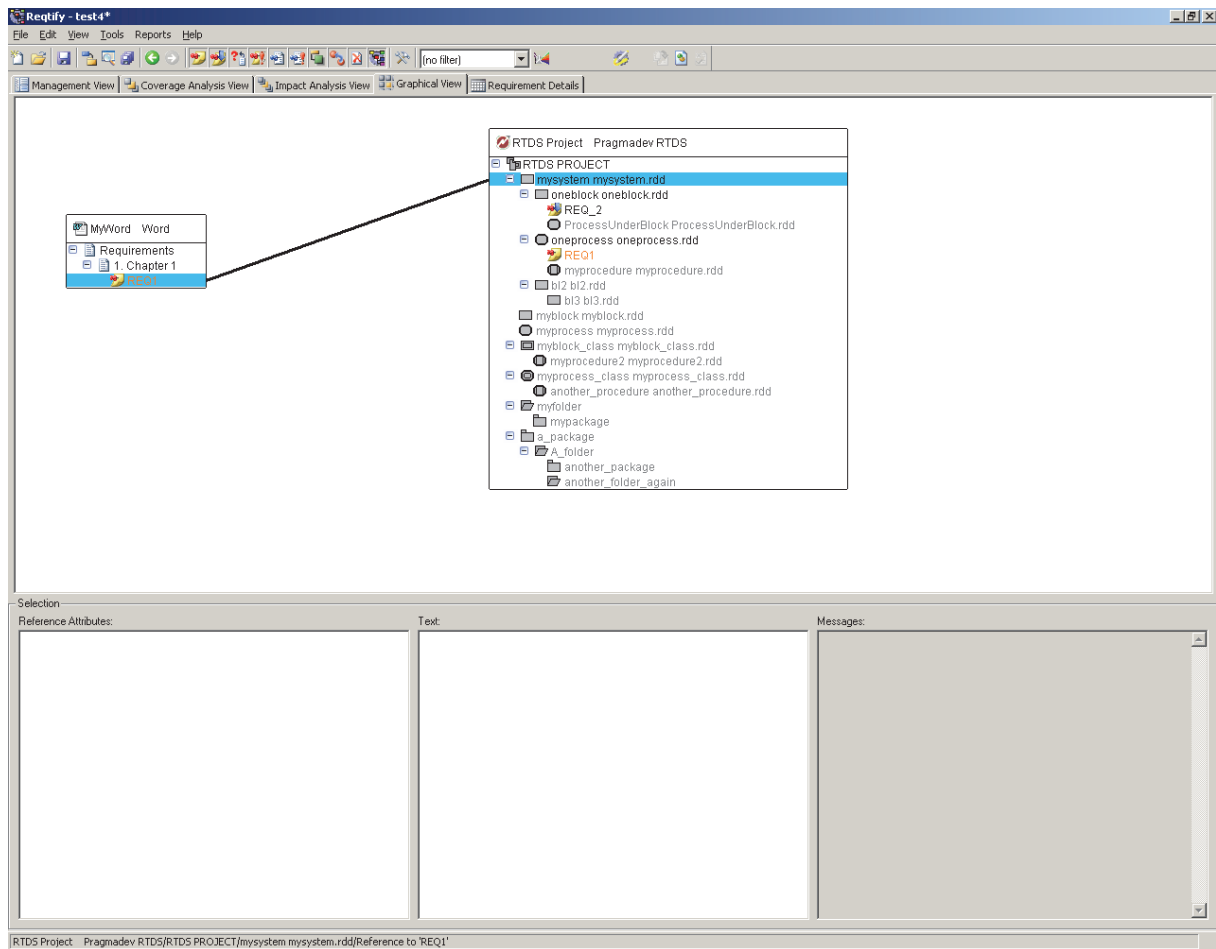 Reqtify - test4*
File Edit View Tools Reports Help
(no filter)
Management View Coverage Analysis View Impact Analysis View Graphical View Requirement Details
MyWord Word
Requirements
1. Chapter 1
REQ1
RTDS Project Pragmadev RTDS
RTDS PROJECT
mysystem mysystem.rdd
oneblock oneblock.rdd
REQ_2
ProcessUnderBlock ProcessUnderBlock.rdd
oneprocess oneprocess.rdd
REQ1
myprocedure myprocedure.rdd
bl2 bl2.rdd
bl3 bl3.rdd
myblock myblock.rdd
myprocess myprocess.rdd
myblock_class myblock_class.rdd
myprocedure2 myprocedure2.rdd
myprocess_class myprocess_class.rdd
another_procedure another_procedure.rdd
myfolder
mypackage
a_package
A_folder
another_package
another_folder_again
Selection
Reference Attributes:
Text:
Messages:
RTDS Project Pragmadev RTDS/RTDS PROJECT/mysystem mysystem.rdd/Reference to 'REQ1'